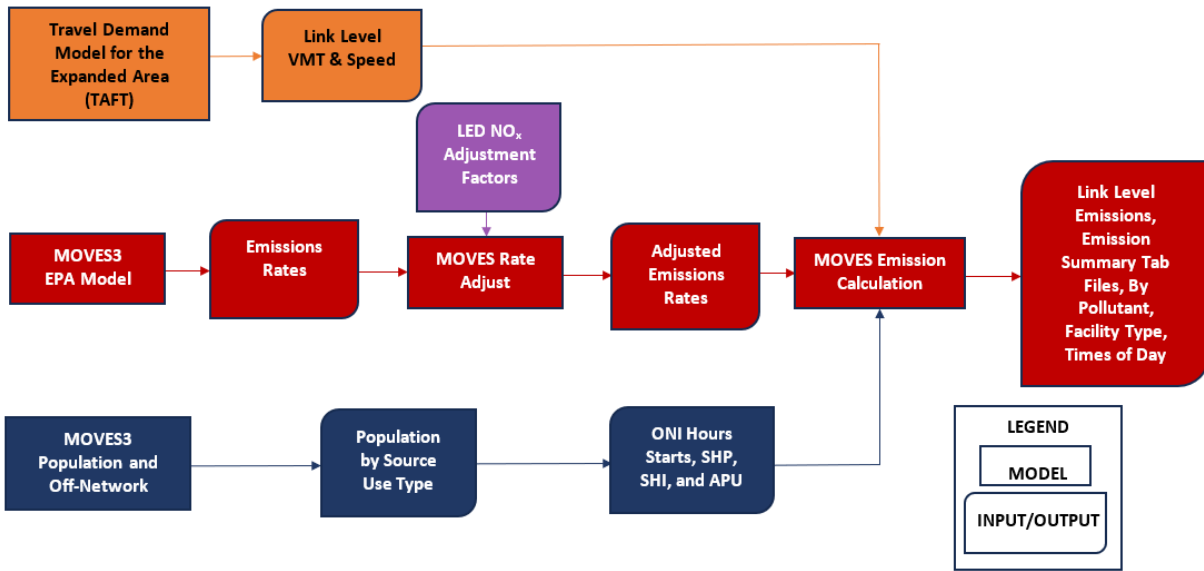 Travel Demand
Model for the
Expanded Area
(TAFT)
Link Level
VMT & Speed
LED NOₓ
Adjustment
Factors
MOVES3
EPA Model
Emissions
Rates
MOVES Rate
Adjust
Adjusted
Emissions
Rates
MOVES Emission
Calculation
Link Level
Emissions,
Emission
Summary Tab
Files, By
Pollutant,
Facility Type,
Times of Day
MOVES3
Population and
Off-Network
Population
by Source
Use Type
ONI Hours
Starts, SHP,
SHI, and APU
LEGEND
MODEL
INPUT/OUTPUT